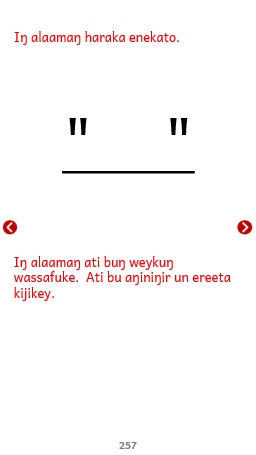 Iŋ alaamaŋ haraka enekato.
" "
Iŋ alaamaŋ ati buŋ weykuŋ
wassafuke. Ati bu aŋiniŋir un ereeta
kijikey.
257